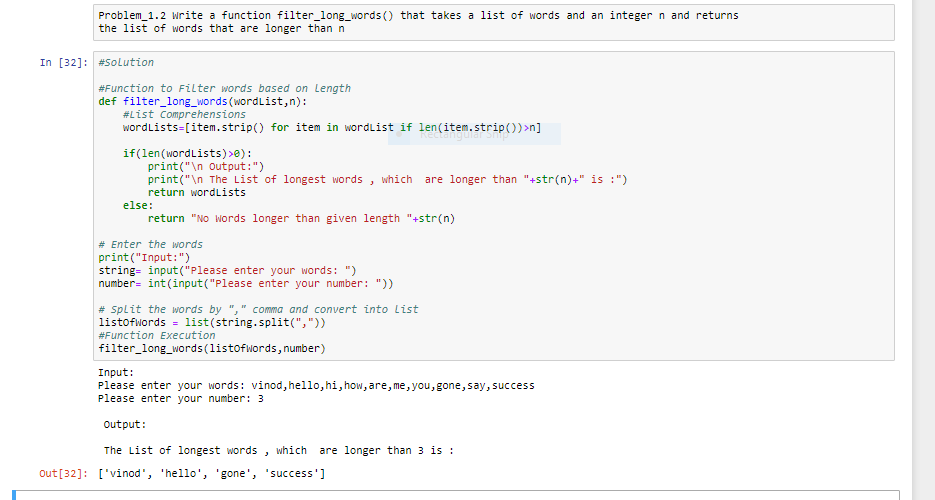 Problem_1.2 Write a function filter_long_words() that takes a list of words and an integer n and returns
the list of words that are longer than n
In [32]: #Solution
#Function to Filter words based on Length
def filter_long_words(wordList,n):
#List Comprehensions
wordLists=[item.strip() for item in wordList if len(item.strip())>n]
Rectangular Snip
if(len(wordLists)>0):
print("\n Output:")
print("\n The List of longest words , which  are longer than "+str(n)+" is :")
return wordLists
else:
return "No Words longer than given length "+str(n)
# Enter the words
print("Input:")
string= input("Please enter your words: ")
number= int(input("Please enter your number: "))
# Split the words by "," comma and convert into List
listOfWords = list(string.split(","))
#Function Execution
filter_long_words(listOfWords,number)
Input:
Please enter your words: vinod,hello,hi,how,are,me,you,gone,say,success
Please enter your number: 3
Output:
The List of longest words , which  are longer than 3 is :
Out[32]: ['vinod', 'hello', 'gone', 'success']